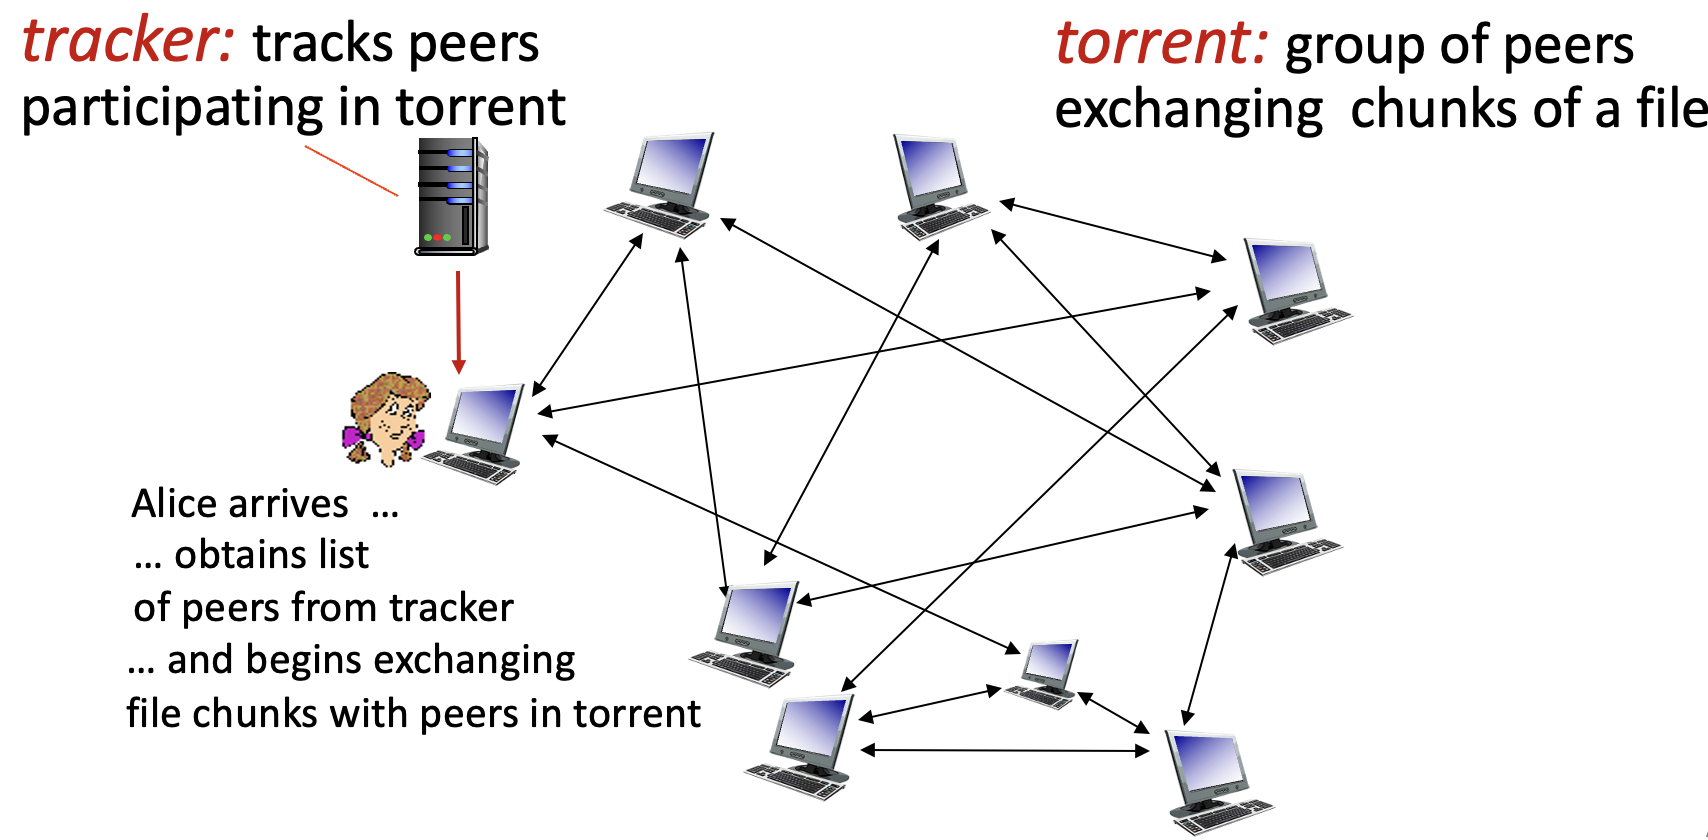 tracker: tracks peers
participating in torrent
torrent: group of peers
exchanging chunks of a file
Alice arrives …
… obtains list
of peers from tracker
… and begins exchanging
file chunks with peers in torrent